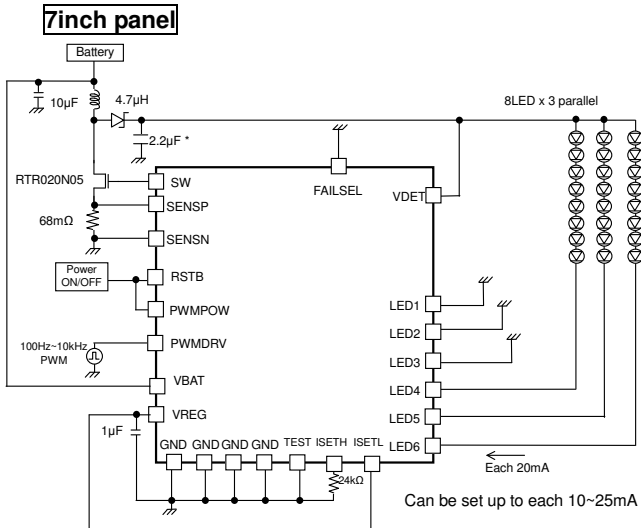 7inch panel
Battery
10µF
4.7µH
2.2µF *
8LED x 3 parallel
RTR020N05
SW
FAILSEL
VDET
SENSP
68mΩ
SENSN
Power
ON/OFF
RSTB
PWMPOW
LED1
LED2
100Hz~10kHz
PWM
PWMDRV
LED3
VBAT
LED4
VREG
LED5
1µF
GND GND GND GND TEST ISETH ISETL
LED6
Each 20mA
24kΩ
Can be set up to each 10~25mA